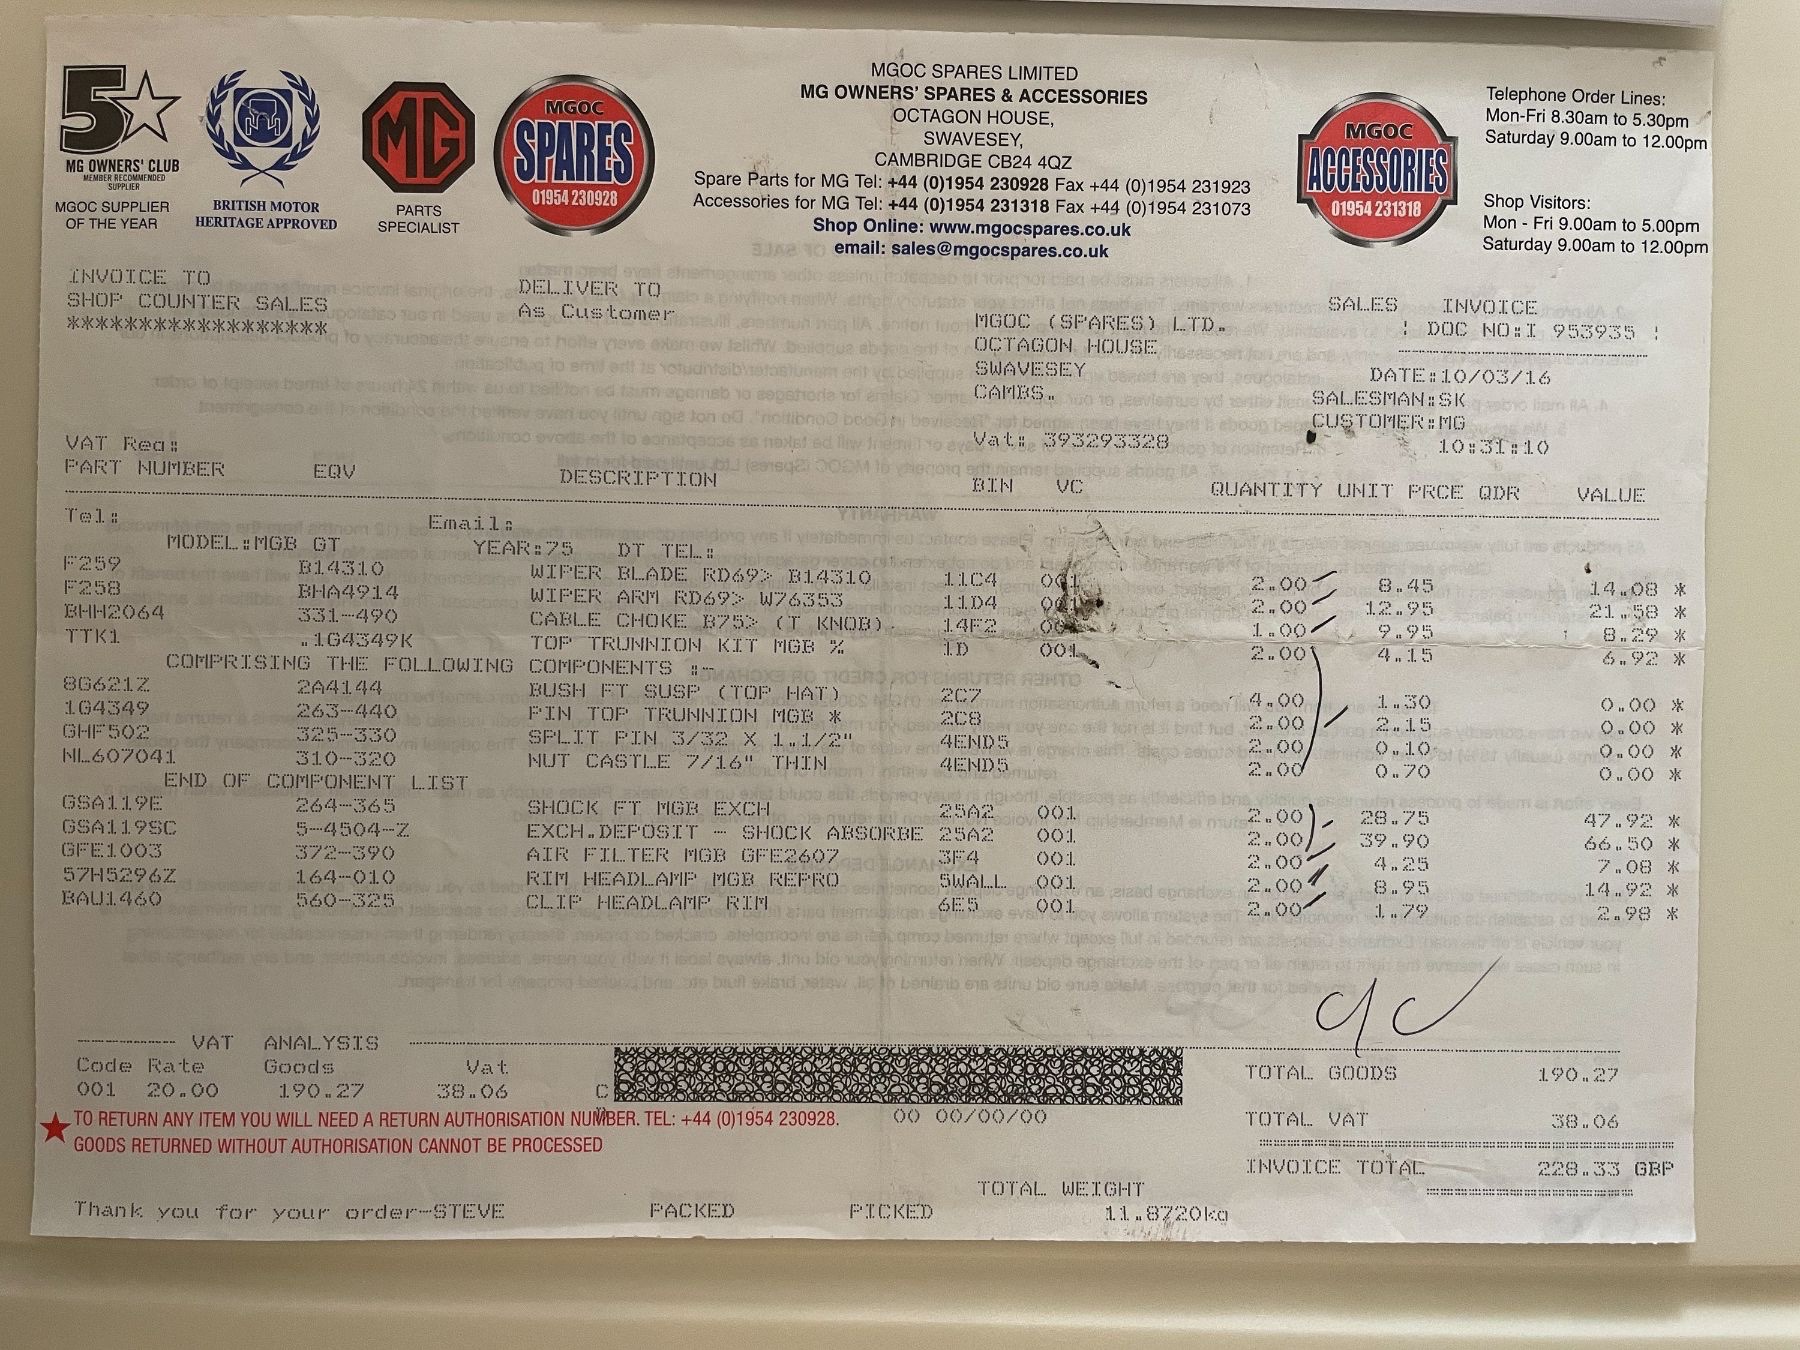 5
MG OWNERS' CLUB
MEMBER RECOMMENDED
SUPPLIER
MGOC SUPPLIER
OF THE YEAR
BRITISH MOTOR
HERITAGE APPROVED
MG
PARTS
SPECIALIST
MGOC
SPARES
01954 230928
MGOC SPARES LIMITED
MG OWNERS' SPARES & ACCESSORIES
OCTAGON HOUSE,
SWAVESEY,
CAMBRIDGE CB24 4QZ
Spare Parts for MG Tel: +44 (0)1954 230928 Fax +44 (0)1954 231923
Accessories for MG Tel: +44 (0)1954 231318 Fax +44 (0)1954 231073
Shop Online: www.mgocspares.co.uk
email: sales@mgocspares.co.uk
MGOC
ACCESSORIES
01954 231318
Telephone Order Lines:
Mon-Fri 8.30am to 5.30pm
Saturday 9.00am to 12.00pm
Shop Visitors:
Mon - Fri 9.00am to 5.00pm
Saturday 9.00am to 12.00pm
INVOICE TO
SHOP COUNTER SALES
******************
DELIVER TO
As Customer
MGOC (SPARES) LTD.
OCTAGON HOUSE
SWAVESEY
CAMBS.
SALES INVOICE
¦ DOC NO:I 953935 ¦
DATE:10/03/16
SALESMAN:SK
CUSTOMER:MG
10:31:10
VAT Reg:
Vat: 393293328
PART NUMBER EQV DESCRIPTION BIN VC QUANTITY UNIT PRCE QDR VALUE
Tel: Email:
MODEL:MGB GT YEAR:75 DT TEL:
F259 B14310 WIPER BLADE RD69> B14310 11C4 001 2.00 8.45 14.08 *
F258 BHA4914 WIPER ARM RD69> W76353 11D4 2.00 12.95 21.58 *
BHH2064 331-490 CABLE CHOKE B75> (T KNOB) 14F2 1.00 9.95 8.29 *
TTK1 .1G4349K TOP TRUNNION KIT MGB % 1D 001 2.00 4.15 6.92 *
COMPRISING THE FOLLOWING COMPONENTS :-
8G621Z 2A4144 BUSH FT SUSP (TOP HAT) 2C7 4.00 1.30 0.00 *
1G4349 263-440 PIN TOP TRUNNION MGB * 2C8 2.00 2.15 0.00 *
GHF502 325-330 SPLIT PIN 3/32 X 1.1/2" 4END5 2.00 0.10 0.00 *
NL607041 310-320 NUT CASTLE 7/16" THIN 4END5 2.00 0.70 0.00 *
END OF COMPONENT LIST
GSA119E 264-365 SHOCK FT MGB EXCH 25A2 001 2.00 28.75 47.92 *
GSA119SC 5-4504-Z EXCH.DEPOSIT - SHOCK ABSORBE 25A2 001 2.00 39.90 66.50 *
GFE1003 372-390 AIR FILTER MGB GFE2607 3F4 001 2.00 4.25 7.08 *
57H5296Z 164-010 RIM HEADLAMP MGB REPRO 5WALL 001 2.00 8.95 14.92 *
BAU1460 560-325 CLIP HEADLAMP RIM 6E5 001 2.00 1.79 2.98 *
VAT ANALYSIS
Code Rate Goods Vat
001 20.00 190.27 38.06 C
TOTAL GOODS 190.27
TO RETURN ANY ITEM YOU WILL NEED A RETURN AUTHORISATION NUMBER. TEL: +44 (0)1954 230928.
GOODS RETURNED WITHOUT AUTHORISATION CANNOT BE PROCESSED
00 00/00/00
TOTAL VAT 38.06
INVOICE TOTAL 228.33 GBP
TOTAL WEIGHT
Thank you for your order-STEVE PACKED PICKED 11.8720kg